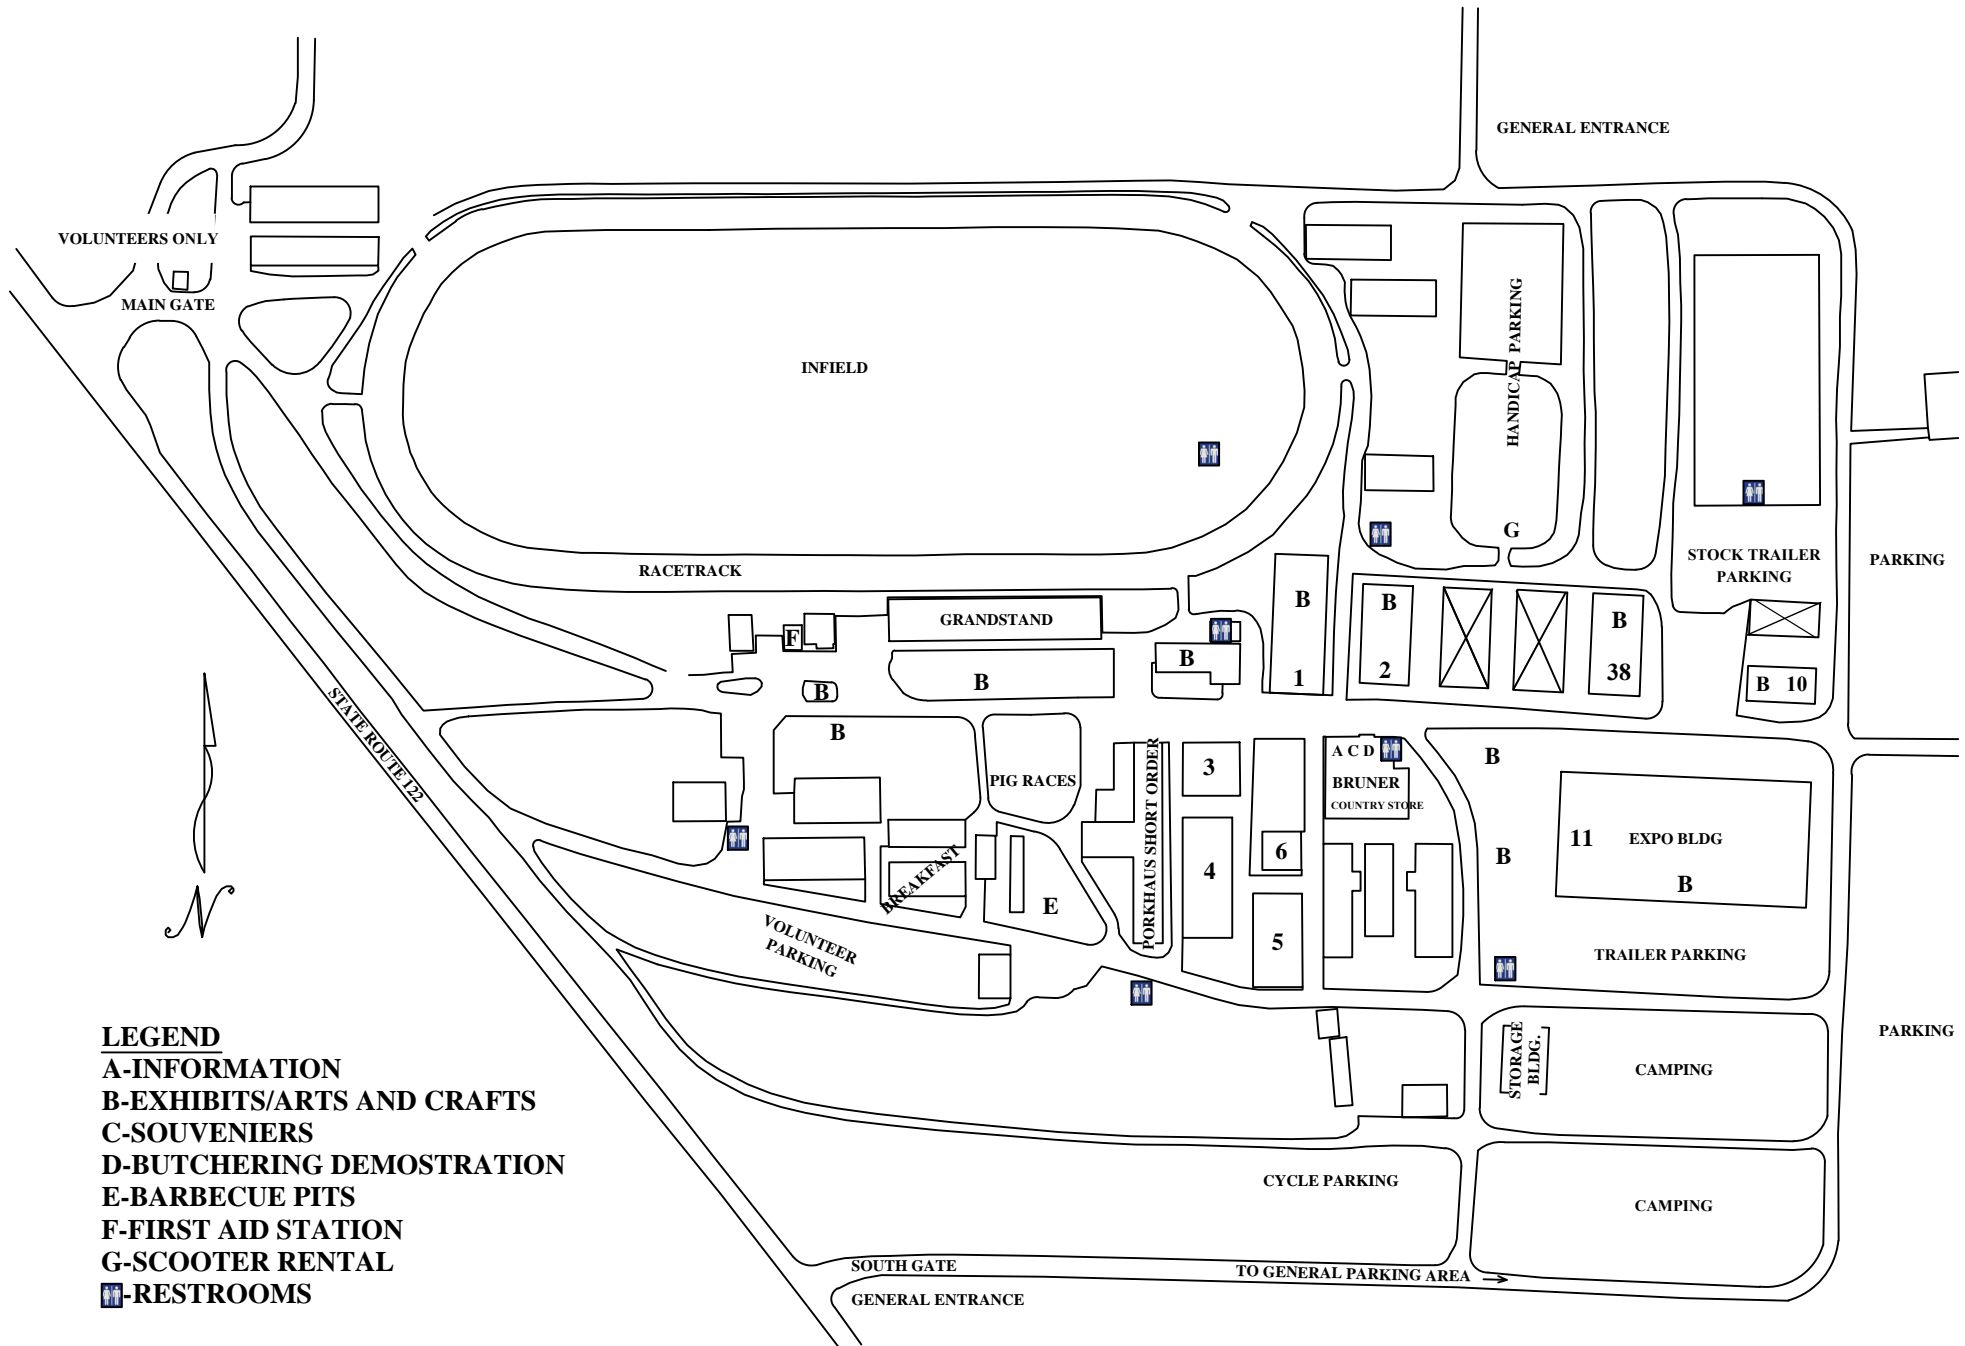 GENERAL ENTRANCE
VOLUNTEERS ONLY
MAIN GATE
INFIELD
HANDICAP PARKING
G
STOCK TRAILER
PARKING
PARKING
RACETRACK
GRANDSTAND
F
B
B
B
B
1
B
2
B
38
B 10
STATE ROUTE 122
B
PIG RACES
PORKHAUS SHORT ORDER
3
A C D
BRUNER
COUNTRY STORE
B
B
11
EXPO BLDG
B
BREAKFAST
4
6
5
E
VOLUNTEER
PARKING
TRAILER PARKING
N
STORAGE
BLDG.
CAMPING
PARKING
CYCLE PARKING
CAMPING
SOUTH GATE
TO GENERAL PARKING AREA
GENERAL ENTRANCE
LEGEND
A-INFORMATION
B-EXHIBITS/ARTS AND CRAFTS
C-SOUVENIERS
D-BUTCHERING DEMOSTRATION
E-BARBECUE PITS
F-FIRST AID STATION
G-SCOOTER RENTAL
-RESTROOMS